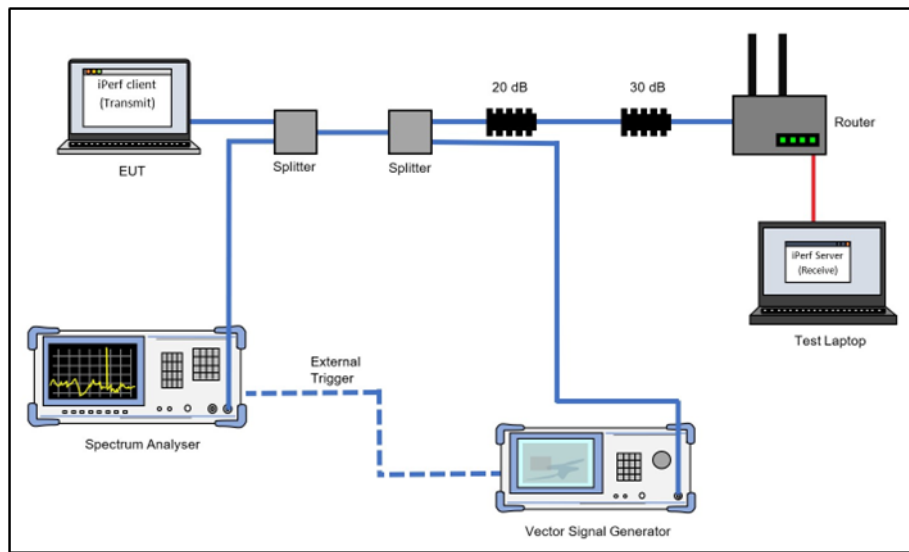 iPerf client
(Transmit)
EUT
Splitter
Splitter
20 dB
30 dB
Router
iPerf Server
(Receive)
Test Laptop
External
Trigger
Spectrum Analyser
Vector Signal Generator